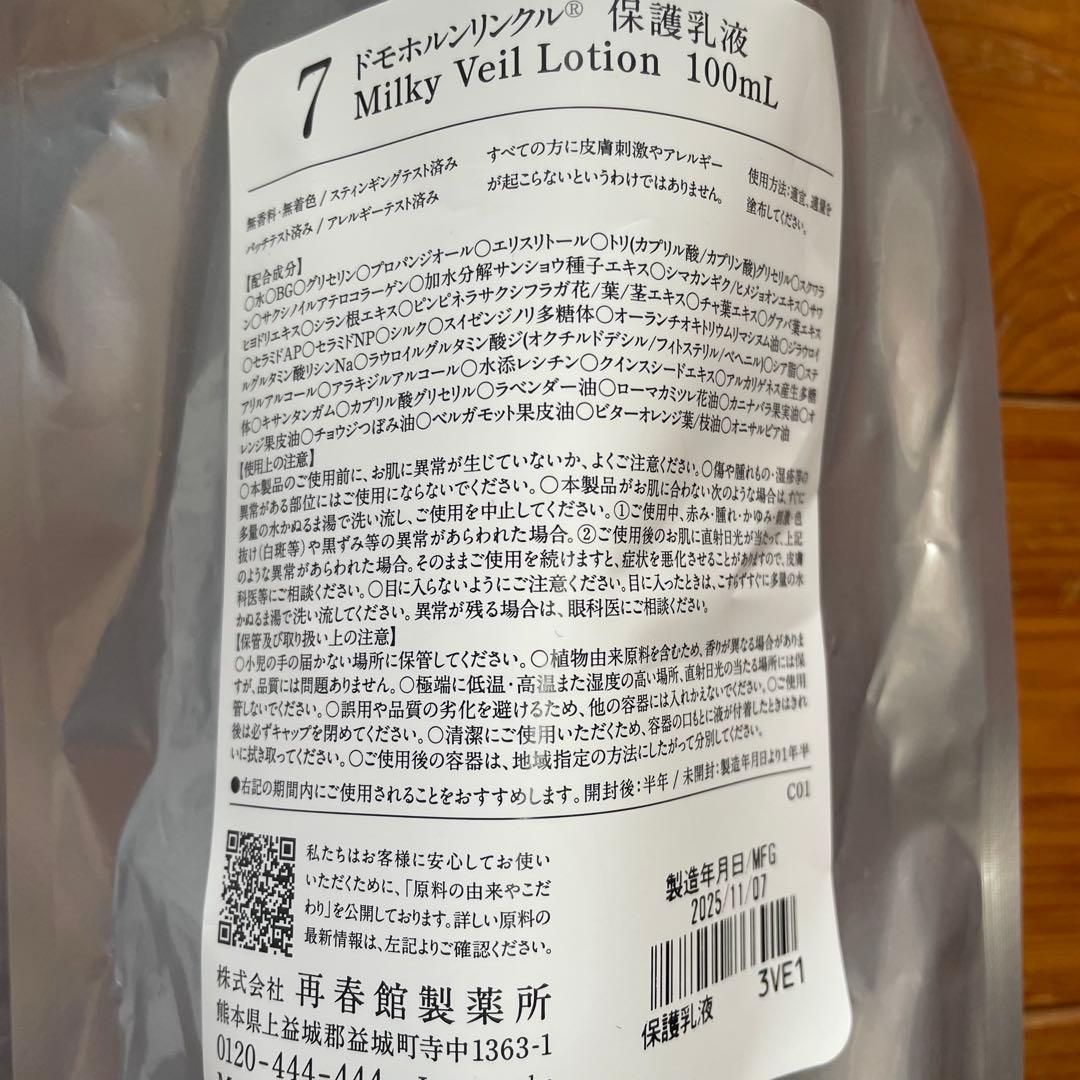 7
ドモホルンリンクル® 保護乳液
Milky Veil Lotion 100mL
無香料・無着色 / スティンギングテスト済み
パッチテスト済み / アレルギーテスト済み
すべての方に皮膚刺激やアレルギー
が起こらないというわけではありません。
使用方法:適宜、適量を
塗布してください。
【配合成分】
○水○BG○グリセリン○プロパンジオール○エリスリトール○トリ(カプリル酸/カプリン酸)グリセリル○スクワラ
ン○サクシノイルアテロコラーゲン○加水分解サンショウ種子エキス○シマカンギク/ヒメジョオンエキス○サワ
ヒヨドリエキス○シラン根エキス○ピンピネラサクシフラガ花/葉/茎エキス○チャ葉エキス○グアバ葉エキス
○セラミドAP○セラミドNP○シルク○スイゼンジノリ多糖体○オーランチオキトリウムリマシヌム油○ジラウロイ
ルグルタミン酸リシンNa○ラウロイルグルタミン酸ジ(オクチルドデシル/フィトステリル/ベヘニル)○シア脂○ステ
アリルアルコール○アラキジルアルコール○水添レシチン○クインスシードエキス○アルカリゲネス産生多糖
体○キサンタンガム○カプリル酸グリセリル○ラベンダー油○ローマカミツレ花油○カニナバラ果実油○オ
レンジ果皮油○チョウジつぼみ油○ベルガモット果皮油○ビターオレンジ葉/枝油○オニサルビア油
【使用上の注意】
○本製品のご使用前に、お肌に異常が生じていないか、よくご注意ください。○傷や腫れもの・湿疹等の
異常がある部位にはご使用にならないでください。○本製品がお肌に合わない次のような場合は、すぐに
多量の水かぬるま湯で洗い流し、ご使用を中止してください。①ご使用中、赤み・腫れ・かゆみ・刺激・色
抜け(白斑等)や黒ずみ等の異常があらわれた場合。②ご使用後のお肌に直射日光が当たって、上記
のような異常があらわれた場合。そのままご使用を続けますと、症状を悪化させることがありますので、皮膚
科医等にご相談ください。○目に入らないようにご注意ください。目に入ったときは、こすらずすぐに多量の水
かぬるま湯で洗い流してください。異常が残る場合は、眼科医にご相談ください。
【保管及び取り扱い上の注意】
○小児の手の届かない場所に保管してください。○植物由来原料を含むため、香りが異なる場合がありま
すが、品質には問題ありません。○極端に低温・高温また湿度の高い場所、直射日光の当たる場所には保
管しないでください。○誤用や品質の劣化を避けるため、他の容器には入れかえないでください。○ご使用
後は必ずキャップを閉めてください。○清潔にご使用いただくため、容器の口もとに液が付着したときはきれ
いに拭き取ってください。○ご使用後の容器は、地域指定の方法にしたがって分別してください。
●右記の期間内にご使用されることをおすすめします。開封後:半年 / 未開封:製造年月日より1年半
C01
私たちはお客様に安心してお使い
いただくために、「原料の由来やこだ
わり」を公開しております。詳しい原料の
最新情報は、左記よりご確認ください。
製造年月日/MFG
2025/11/07
3VE1
保護乳液
株式会社 再春館製薬所
熊本県上益城郡益城町寺中1363-1
0120-444-444